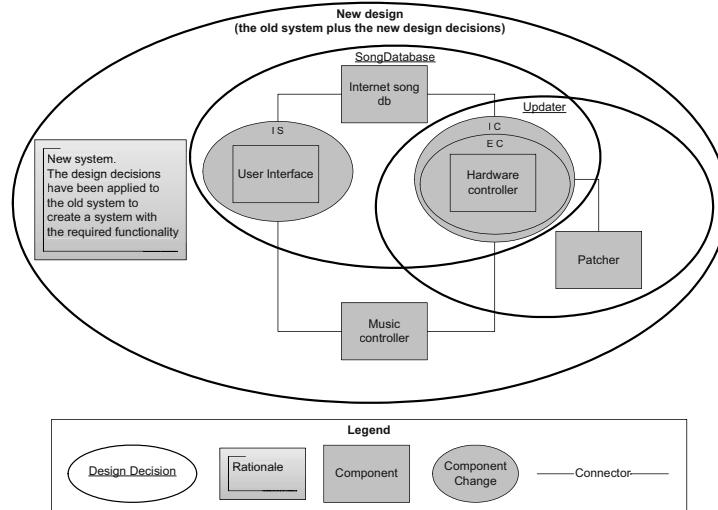 New design
(the old system plus the new design decisions)
SongDatabase
Internet song
db
Updater
I S
I C
E C
New system.
The design decisions
have been applied to
the old system to
create a system with
the required functionality
User Interface
Hardware
controller
Patcher
Music
controller
Legend
Design Decision
Rationale
Component
Component
Change
Connector